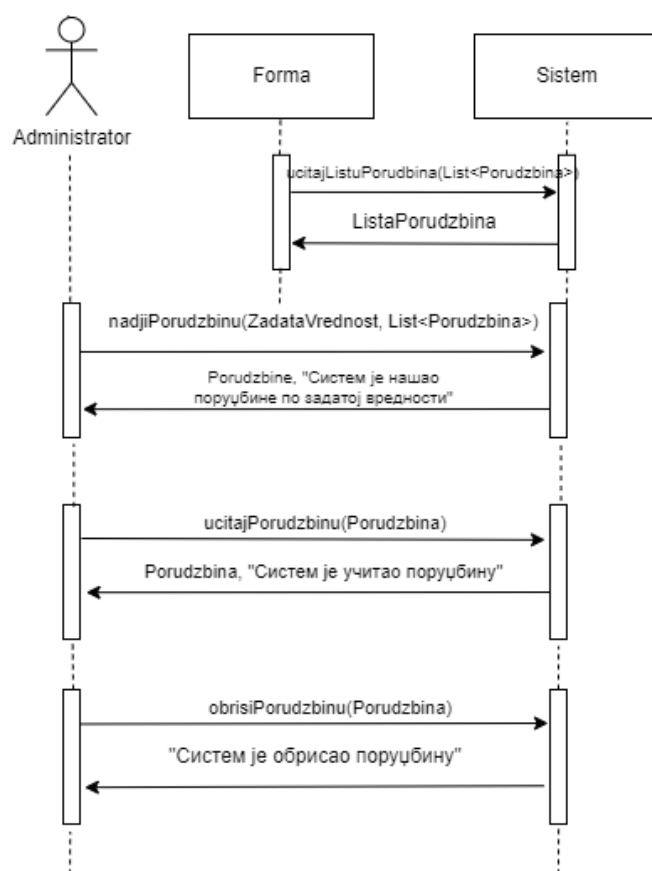 Forma
Sistem
Administrator
ucitajListuPorudbina(List<Porudzbina>)
ListaPorudzbina
nadjiPorudzbinu(ZadataVrednost, List<Porudzbina>)
Porudzbine, "Систем је нашао
поруџбине по задатој вредности"
ucitajPorudzbinu(Porudzbina)
Porudzbina, "Систем је учитао поруџбину"
obrisiPorudzbinu(Porudzbina)
"Систем је обрисао поруџбину"